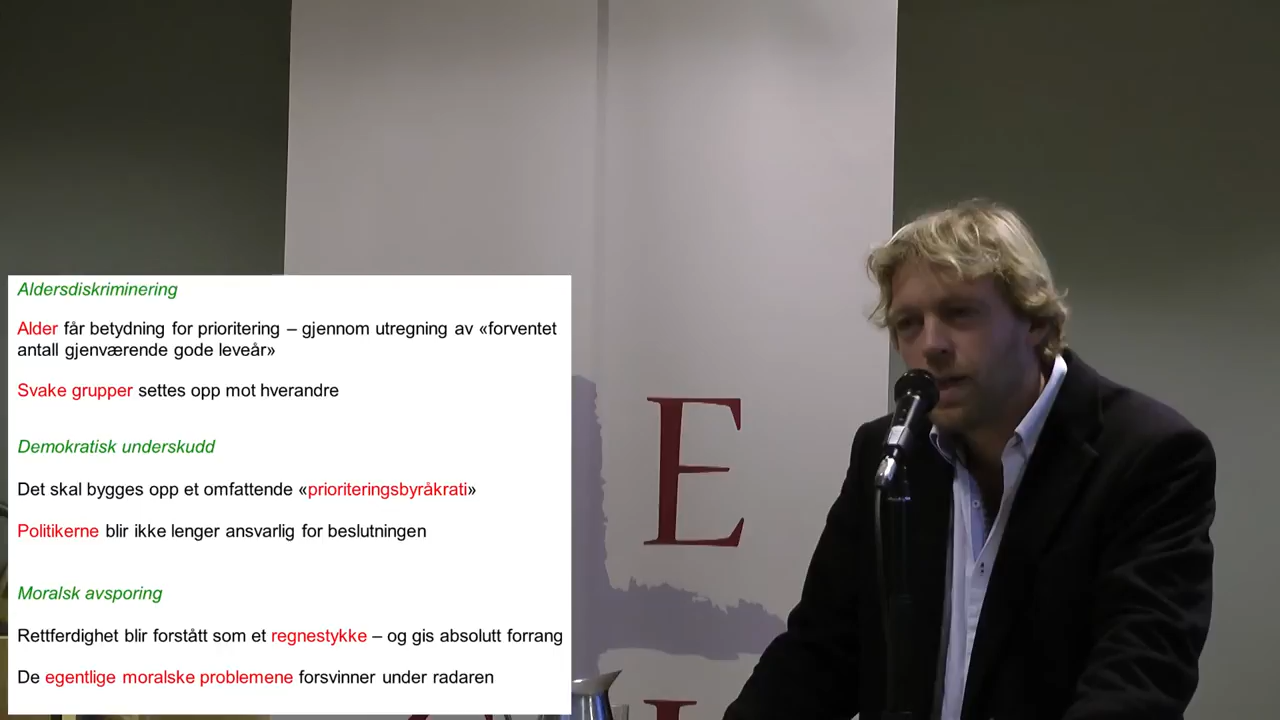 Aldersdiskriminering
Alder får betydning for prioritering – gjennom utregning av «forventet
antall gjenværende gode leveår»
Svake grupper settes opp mot hverandre
Demokratisk underskudd
Det skal bygges opp et omfattende «prioriteringsbyråkrati»
Politikerne blir ikke lenger ansvarlig for beslutningen
Moralsk avsporing
Rettferdighet blir forstått som et regnestykke – og gis absolutt forrang
De egentlige moralske problemene forsvinner under radaren
E